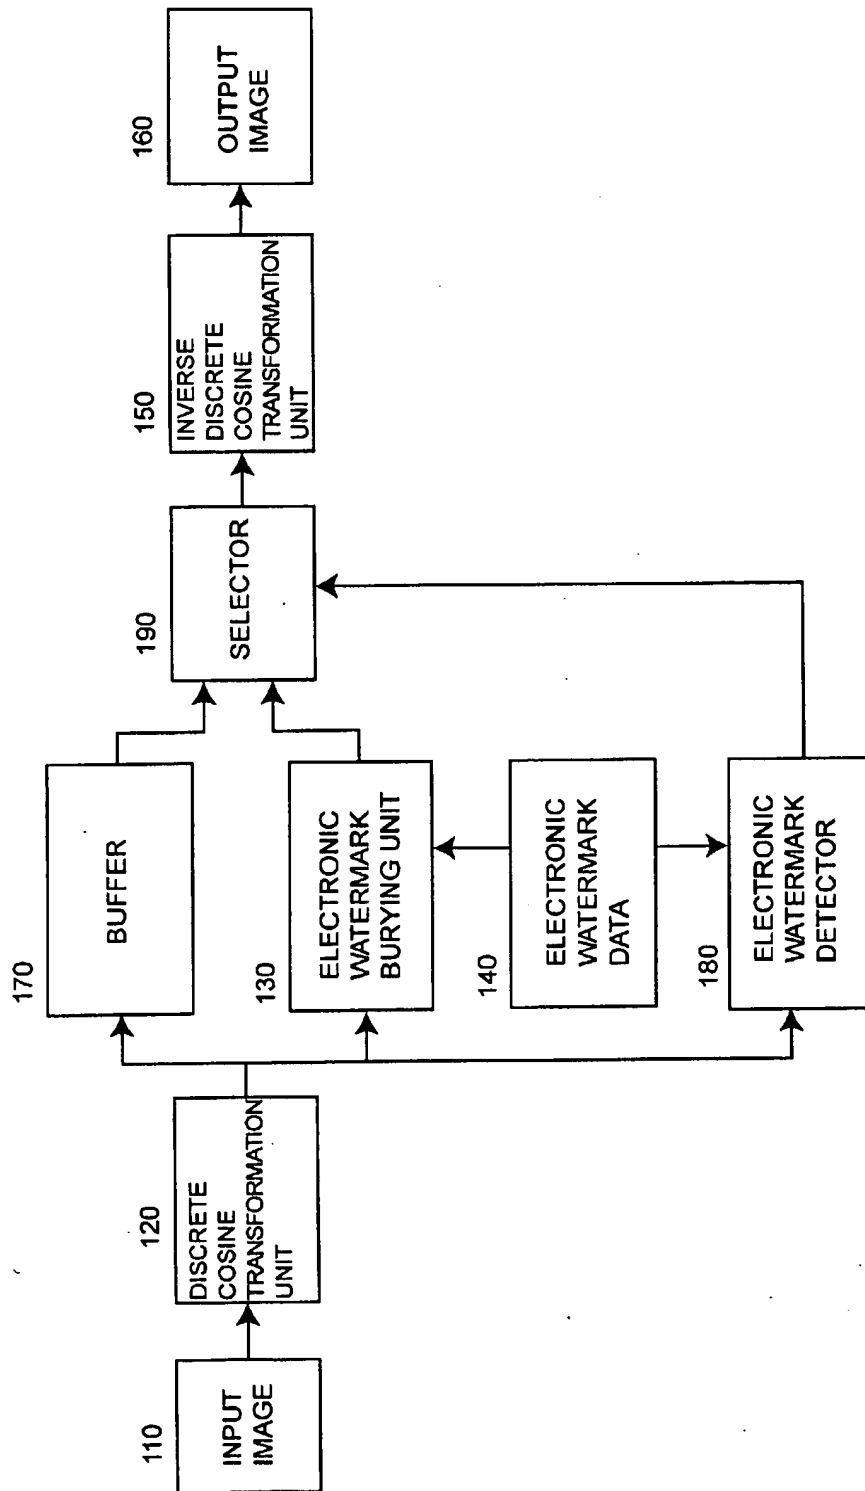 110
INPUT
IMAGE
120
DISCRETE
COSINE
TRANSFORMATION
UNIT
170
BUFFER
130
ELECTRONIC
WATERMARK
BURYING UNIT
140
ELECTRONIC
WATERMARK
DATA
180
ELECTRONIC
WATERMARK
DETECTOR
190
SELECTOR
150
INVERSE
DISCRETE
COSINE
TRANSFORMATION
UNIT
160
OUTPUT
IMAGE